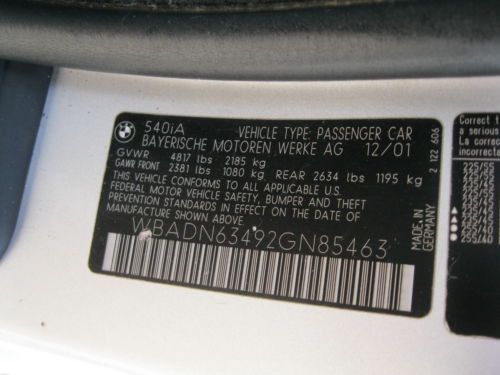 540iA VEHICLE TYPE: PASSENGER CAR
BAYERISCHE MOTOREN WERKE AG 12/01
GVWR 4817 lbs 2185 kg
GAWR FRONT 2381 lbs 1080 kg REAR 2634 lbs 1195 kg
THIS VEHICLE CONFORMS TO ALL APPLICABLE U.S.
FEDERAL MOTOR VEHICLE SAFETY, BUMPER AND THEFT
PREVENTION STANDARDS IN EFFECT ON THE DATE OF
MANUFACTURE SHOWN ABOVE
WBADN63492GN85463
MADE IN
GERMANY
2 122 606
Correct t
a serious
La correc